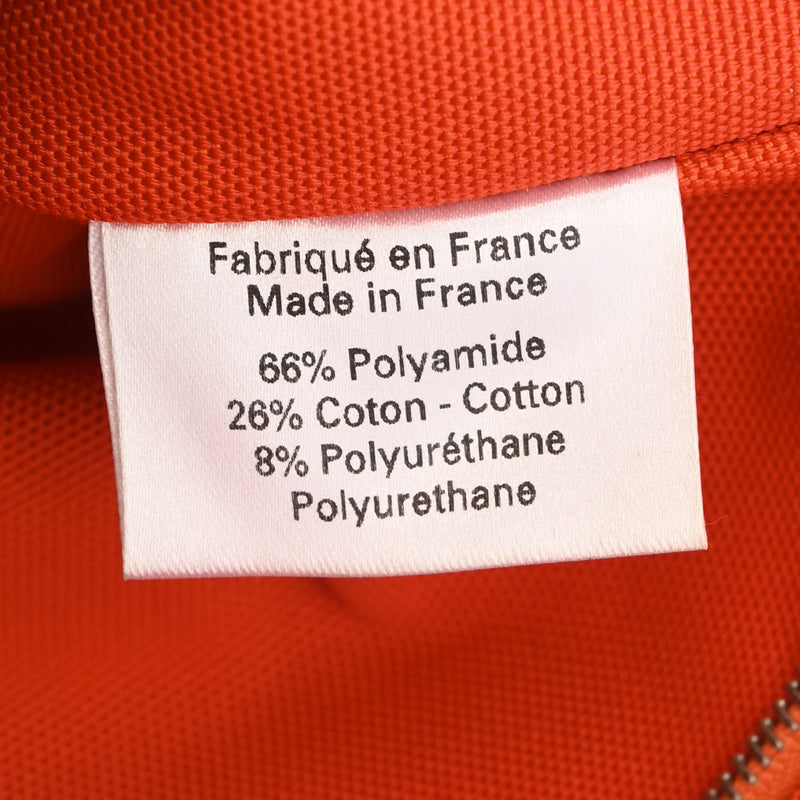 Fabriqué en France
Made in France
66% Polyamide
26% Coton - Cotton
8% Polyuréthane
Polyurethane